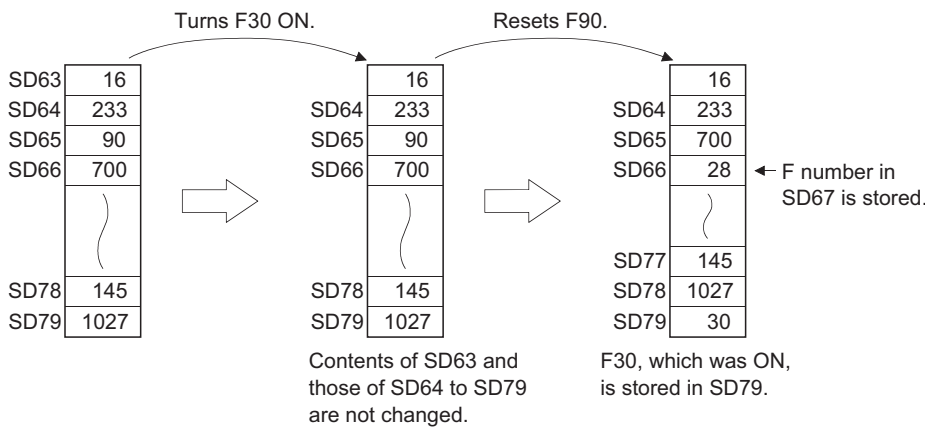 Turns F30 ON.
Resets F90.
SD63 16
SD64 233
SD65 90
SD66 700
SD78 145
SD79 1027
16
SD64 233
SD65 90
SD66 700
SD78 145
SD79 1027
Contents of SD63 and
those of SD64 to SD79
are not changed.
16
SD64 233
SD65 700
SD66 28
F number in
SD67 is stored.
SD77 145
SD78 1027
SD79 30
F30, which was ON,
is stored in SD79.